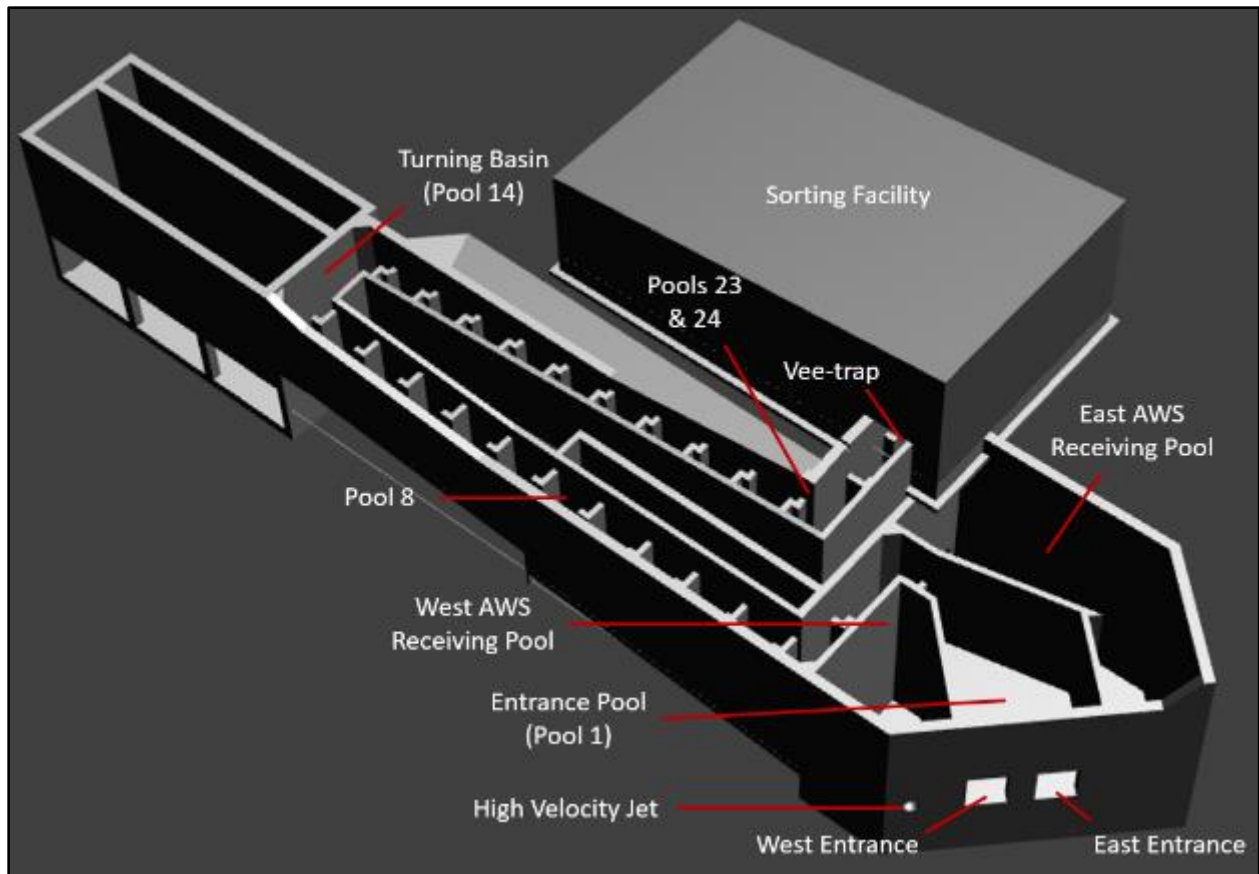 Turning Basin
(Pool 14)
Sorting Facility
Pools 23
& 24
Vee-trap
East AWS
Receiving Pool
Pool 8
West AWS
Receiving Pool
Entrance Pool
(Pool 1)
High Velocity Jet
West Entrance
East Entrance